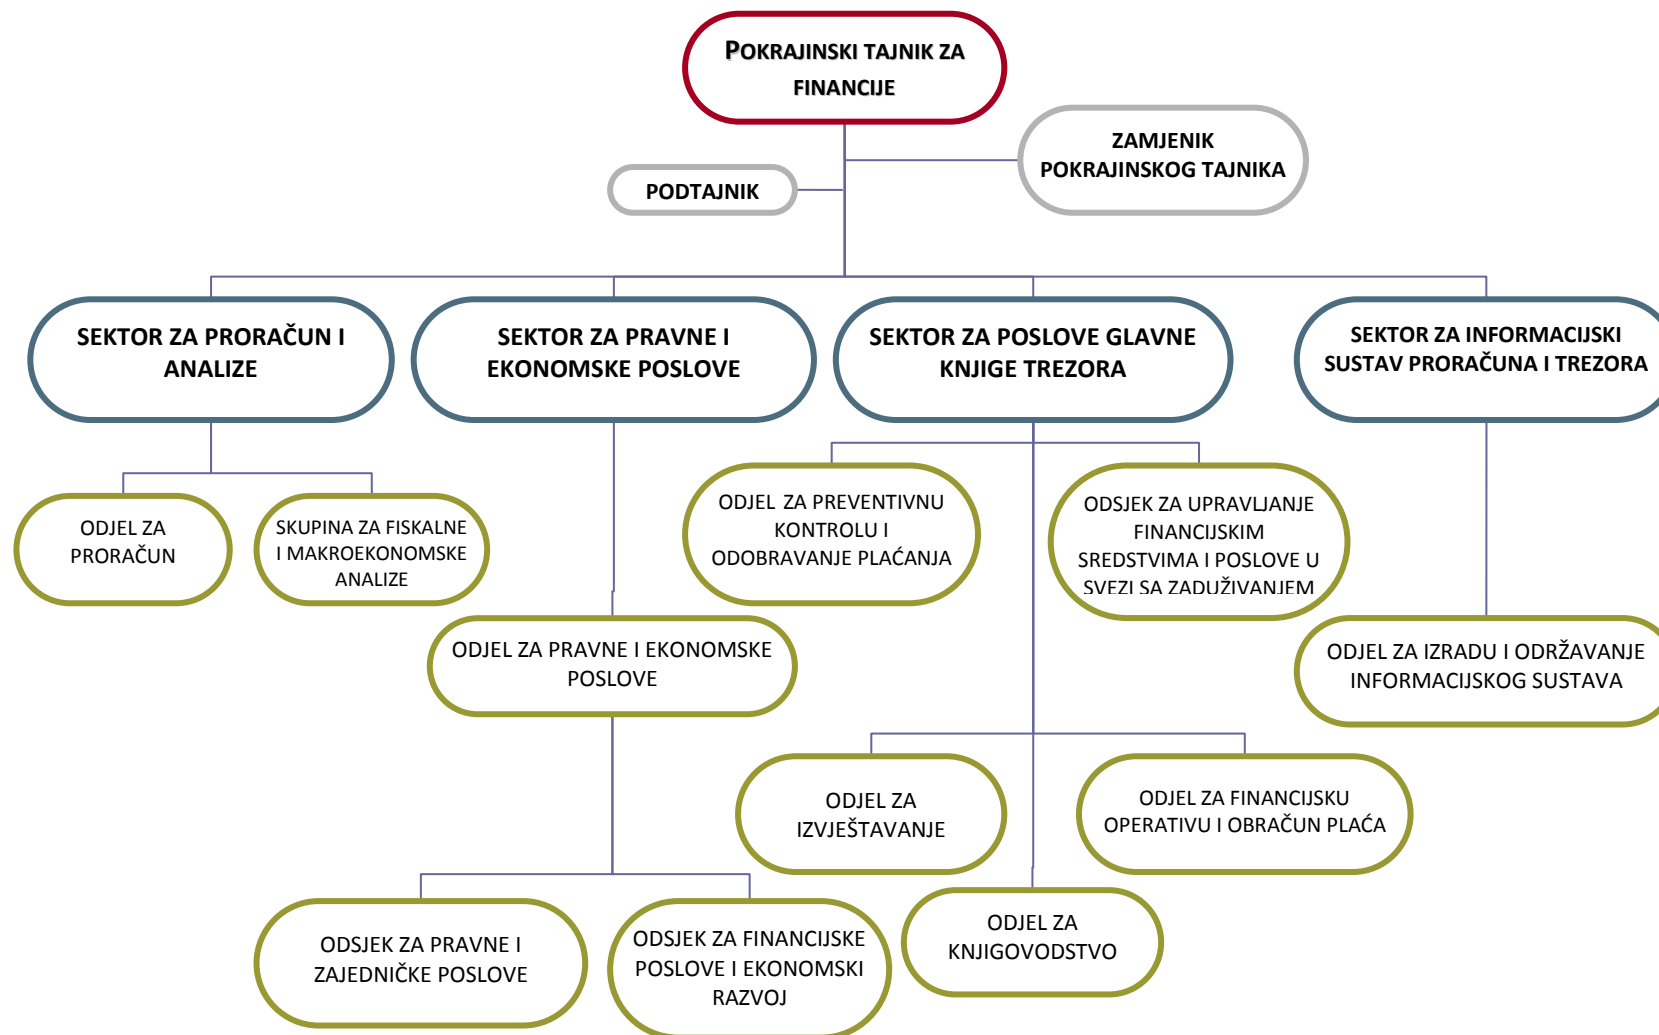 POKRAJINSKI TAJNIK ZA
FINANCIJE
ZAMJENIK
POKRAJINSKOG TAJNIKA
PODTAJNIK
SEKTOR ZA PRORAČUN I
ANALIZE
SEKTOR ZA PRAVNE I
EKONOMSKE POSLOVE
SEKTOR ZA POSLOVE GLAVNE
KNJIGE TREZORA
SEKTOR ZA INFORMACIJSKI
SUSTAV PRORAČUNA I TREZORA
ODJEL ZA
PRORAČUN
SKUPINA ZA FISKALNE
I MAKROEKONOMSKE
ANALIZE
ODJEL ZA PREVENTIVNU
KONTROLU I
ODOBRAVANJE PLAĆANJA
ODSJEK ZA UPRAVLJANJE
FINANCIJSKIM
SREDSTVIMA I POSLOVE U
SVEZI SA ZADUŽIVANJEM
ODJEL ZA PRAVNE I EKONOMSKE
POSLOVE
ODJEL ZA IZRADU I ODRŽAVANJE
INFORMACIJSKOG SUSTAVA
ODJEL ZA
IZVJEŠTAVANJE
ODJEL ZA FINANCIJSKU
OPERATIVU I OBRAČUN PLAĆA
ODSJEK ZA PRAVNE I
ZAJEDNIČKE POSLOVE
ODSJEK ZA FINANCIJSKE
POSLOVE I EKONOMSKI
RAZVOJ
ODJEL ZA
KNJIGOVODSTVO